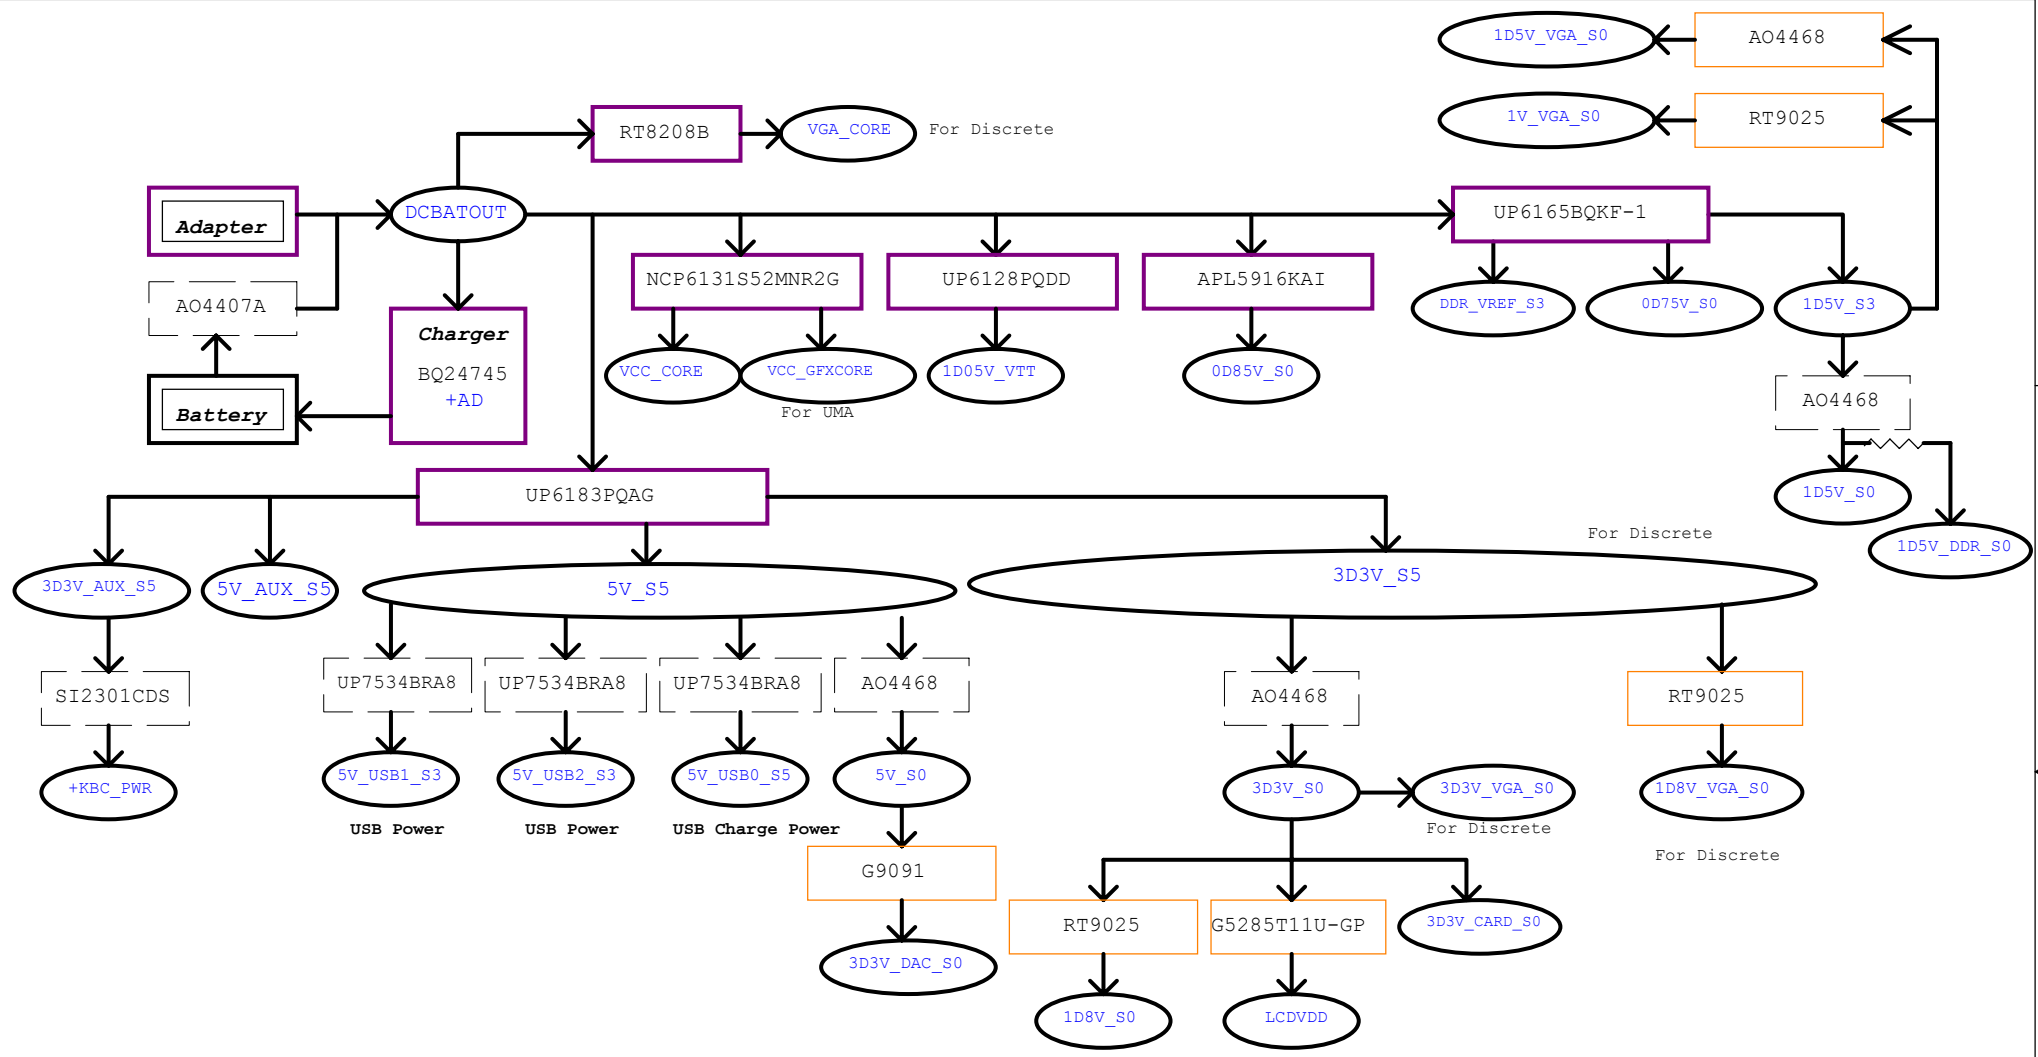 1D5V_VGA_S0
AO4468
1V_VGA_S0
RT9025
RT8208B
VGA_CORE
For Discrete
Adapter
DCBATOUT
UP6165BQKF-1
AO4407A
NCP6131S52MNR2G
UP6128PQDD
APL5916KAI
DDR_VREF_S3
0D75V_S0
1D5V_S3
Charger
BQ24745
+AD
Battery
VCC_CORE
VCC_GFXCORE
For UMA
1D05V_VTT
0D85V_S0
AO4468
1D5V_S0
1D5V_DDR_S0
UP6183PQAG
For Discrete
3D3V_AUX_S5
5V_AUX_S5
5V_S5
3D3V_S5
SI2301CDS
UP7534BRA8
UP7534BRA8
UP7534BRA8
AO4468
AO4468
RT9025
+KBC_PWR
5V_USB1_S3
5V_USB2_S3
5V_USB0_S5
5V_S0
3D3V_S0
3D3V_VGA_S0
1D8V_VGA_S0
USB Power
USB Power
USB Charge Power
For Discrete
For Discrete
G9091
RT9025
G5285T11U-GP
3D3V_CARD_S0
3D3V_DAC_S0
1D8V_S0
LCDVDD